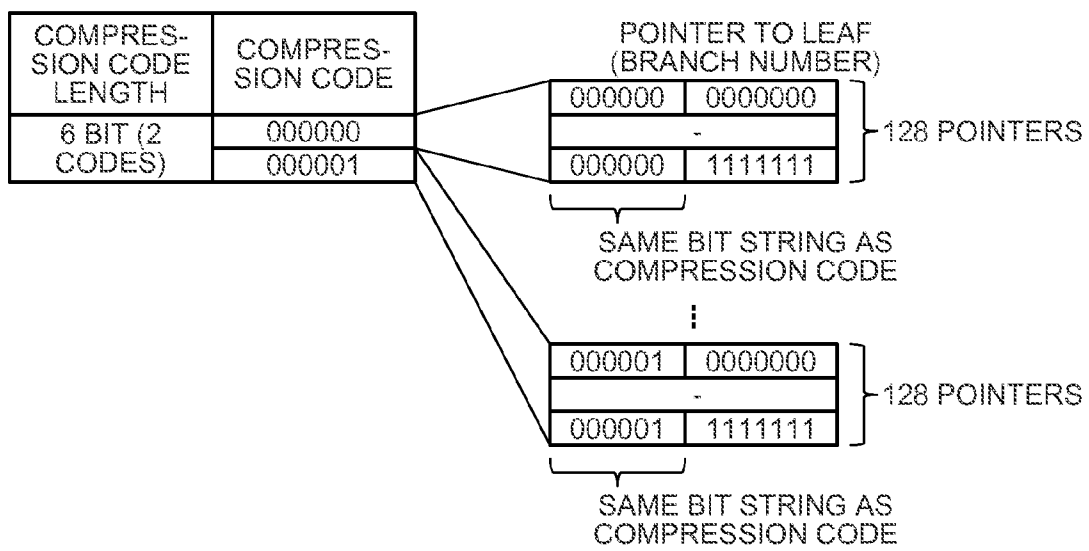 COMPRES-
SION CODE
LENGTH
COMPRES-
SION CODE
6 BIT (2
CODES)
000000
000001
POINTER TO LEAF
(BRANCH NUMBER)
000000 0000000
-
000000 1111111
128 POINTERS
SAME BIT STRING AS
COMPRESSION CODE
000001 0000000
-
000001 1111111
128 POINTERS
SAME BIT STRING AS
COMPRESSION CODE